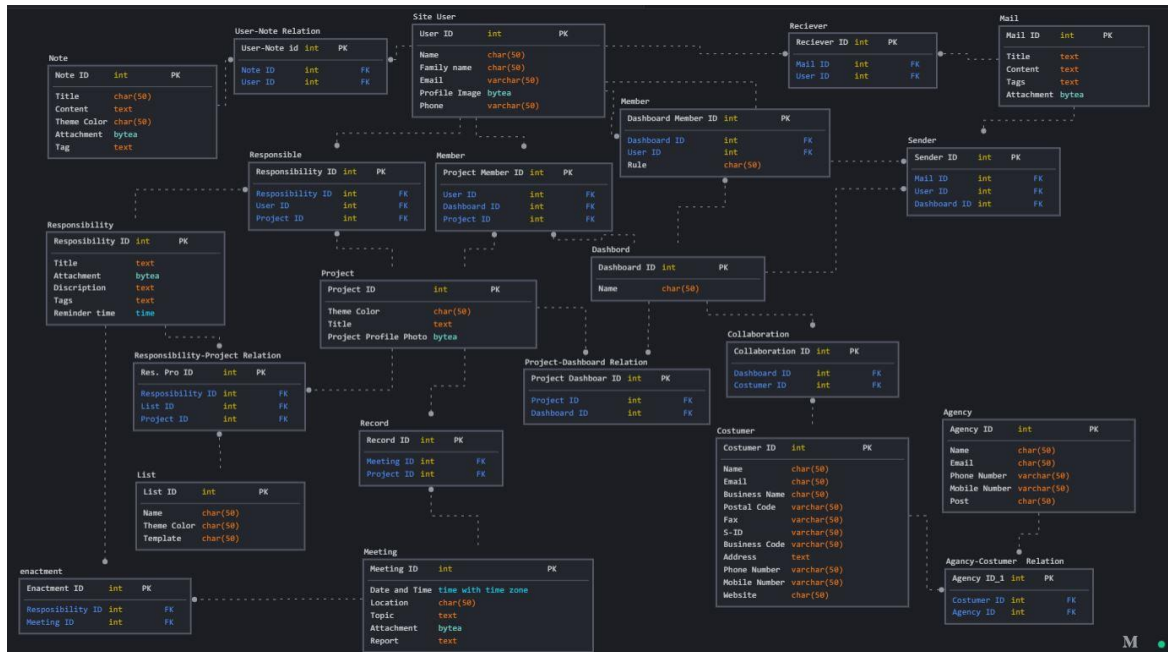 Site User
User ID int PK
Name char(50)
Family name char(50)
Email varchar(50)
Profile Image bytea
Phone varchar(50)
User-Note Relation
User-Note id int PK
Note ID int FK
User ID int FK
Note
Note ID int PK
Title char(50)
Content text
Theme Color char(50)
Attachment bytea
Tag text
Reciever
Reciever ID int PK
Mail ID int FK
User ID int FK
Mail
Mail ID int PK
Title text
Content text
Tags text
Attachment bytea
Member
Dashboard Member ID int PK
Dashboard ID int FK
User ID int FK
Rule char(50)
Sender
Sender ID int PK
Mail ID int FK
User ID int FK
Dashboard ID int FK
Responsible
Responsibility ID int PK
Resposibility ID int FK
User ID int FK
Project ID int FK
Member
Project Member ID int PK
User ID int FK
Dashboard ID int FK
Project ID int FK
Responsibility
Resposibility ID int PK
Title text
Attachment bytea
Discription text
Tags text
Reminder time time
Dashbord
Dashboard ID int PK
Name char(50)
Project
Project ID int PK
Theme Color char(50)
Title text
Project Profile Photo bytea
Responsibility-Project Relation
Res. Pro ID int PK
Resposibility ID int FK
List ID int FK
Project ID int FK
Project-Dashboard Relation
Project Dashboar ID int PK
Project ID int FK
Dashboard ID int FK
Collaboration
Collaboration ID int PK
Dashboard ID int FK
Costumer ID int FK
Record
Record ID int PK
Meeting ID int FK
Project ID int FK
Costumer
Costumer ID int PK
Name char(50)
Email char(50)
Business Name char(50)
Postal Code varchar(50)
Fax varchar(50)
S-ID varchar(50)
Business Code varchar(50)
Address text
Phone Number varchar(50)
Mobile Number varchar(50)
Website char(50)
Agency
Agency ID int PK
Name char(50)
Email char(50)
Phone Number varchar(50)
Mobile Number varchar(50)
Post char(50)
List
List ID int PK
Name char(50)
Theme Color char(50)
Template char(50)
Meeting
Meeting ID int PK
Date and Time time with time zone
Location char(50)
Topic text
Attachment bytea
Report text
enactment
Enactment ID int PK
Resposibility ID int FK
Meeting ID int FK
Agancy-Costumer Relation
Agency ID_1 int PK
Costumer ID int FK
Agency ID int FK
M